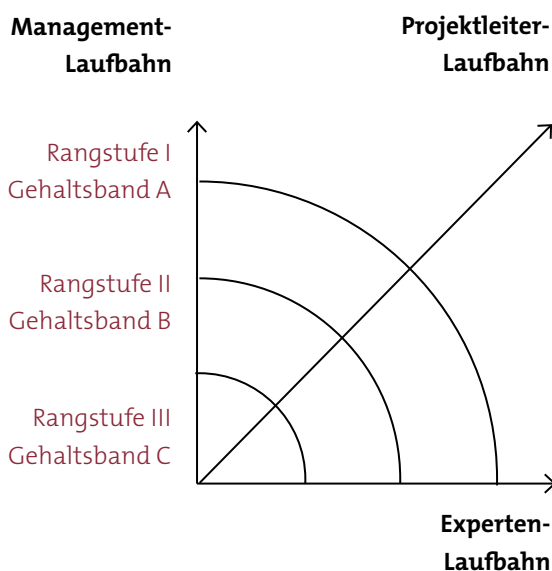 Management-
Laufbahn
Projektleiter-
Laufbahn
Rangstufe I
Gehaltsband A
Rangstufe II
Gehaltsband B
Rangstufe III
Gehaltsband C
Experten-
Laufbahn